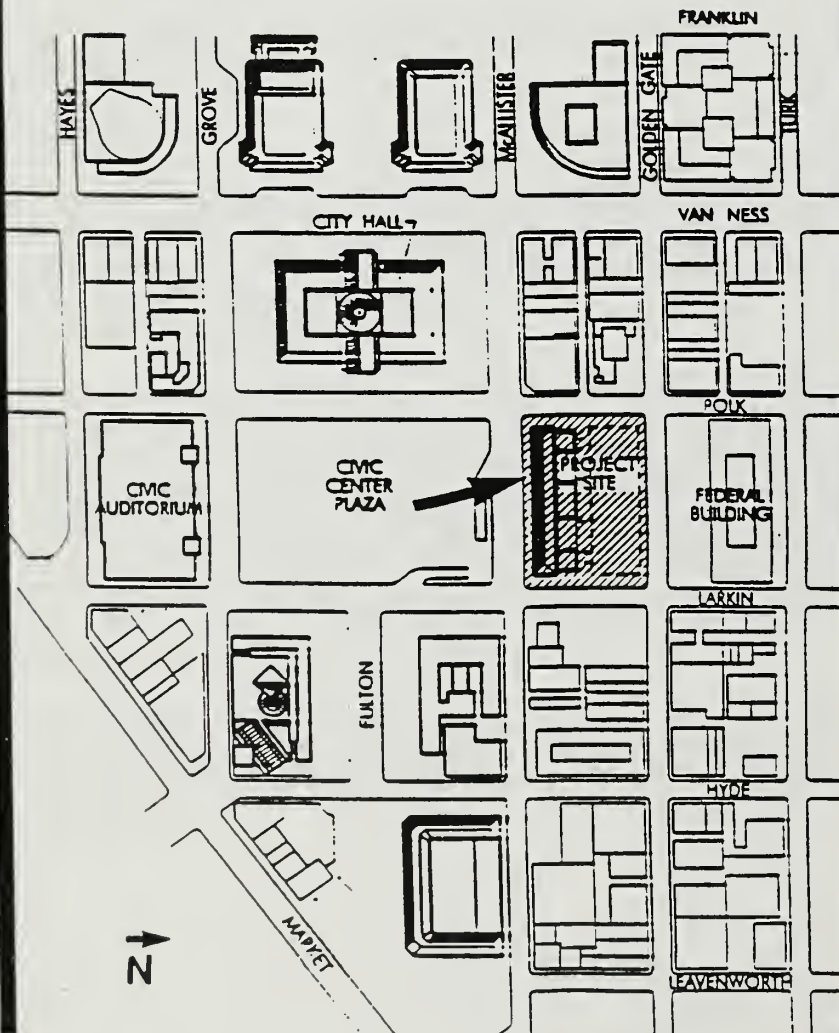 FRANKLIN
HAYES
GROVE
McALLISTER
GOLDEN GATE
TURK
VAN NESS
CITY HALL
POLK
CIVIC
AUDITORIUM
CIVIC
CENTER
PLAZA
PROJECT
SITE
FEDERAL
BUILDING
LARKIN
FULTON
HYDE
MARKET
N
LEAVENWORTH